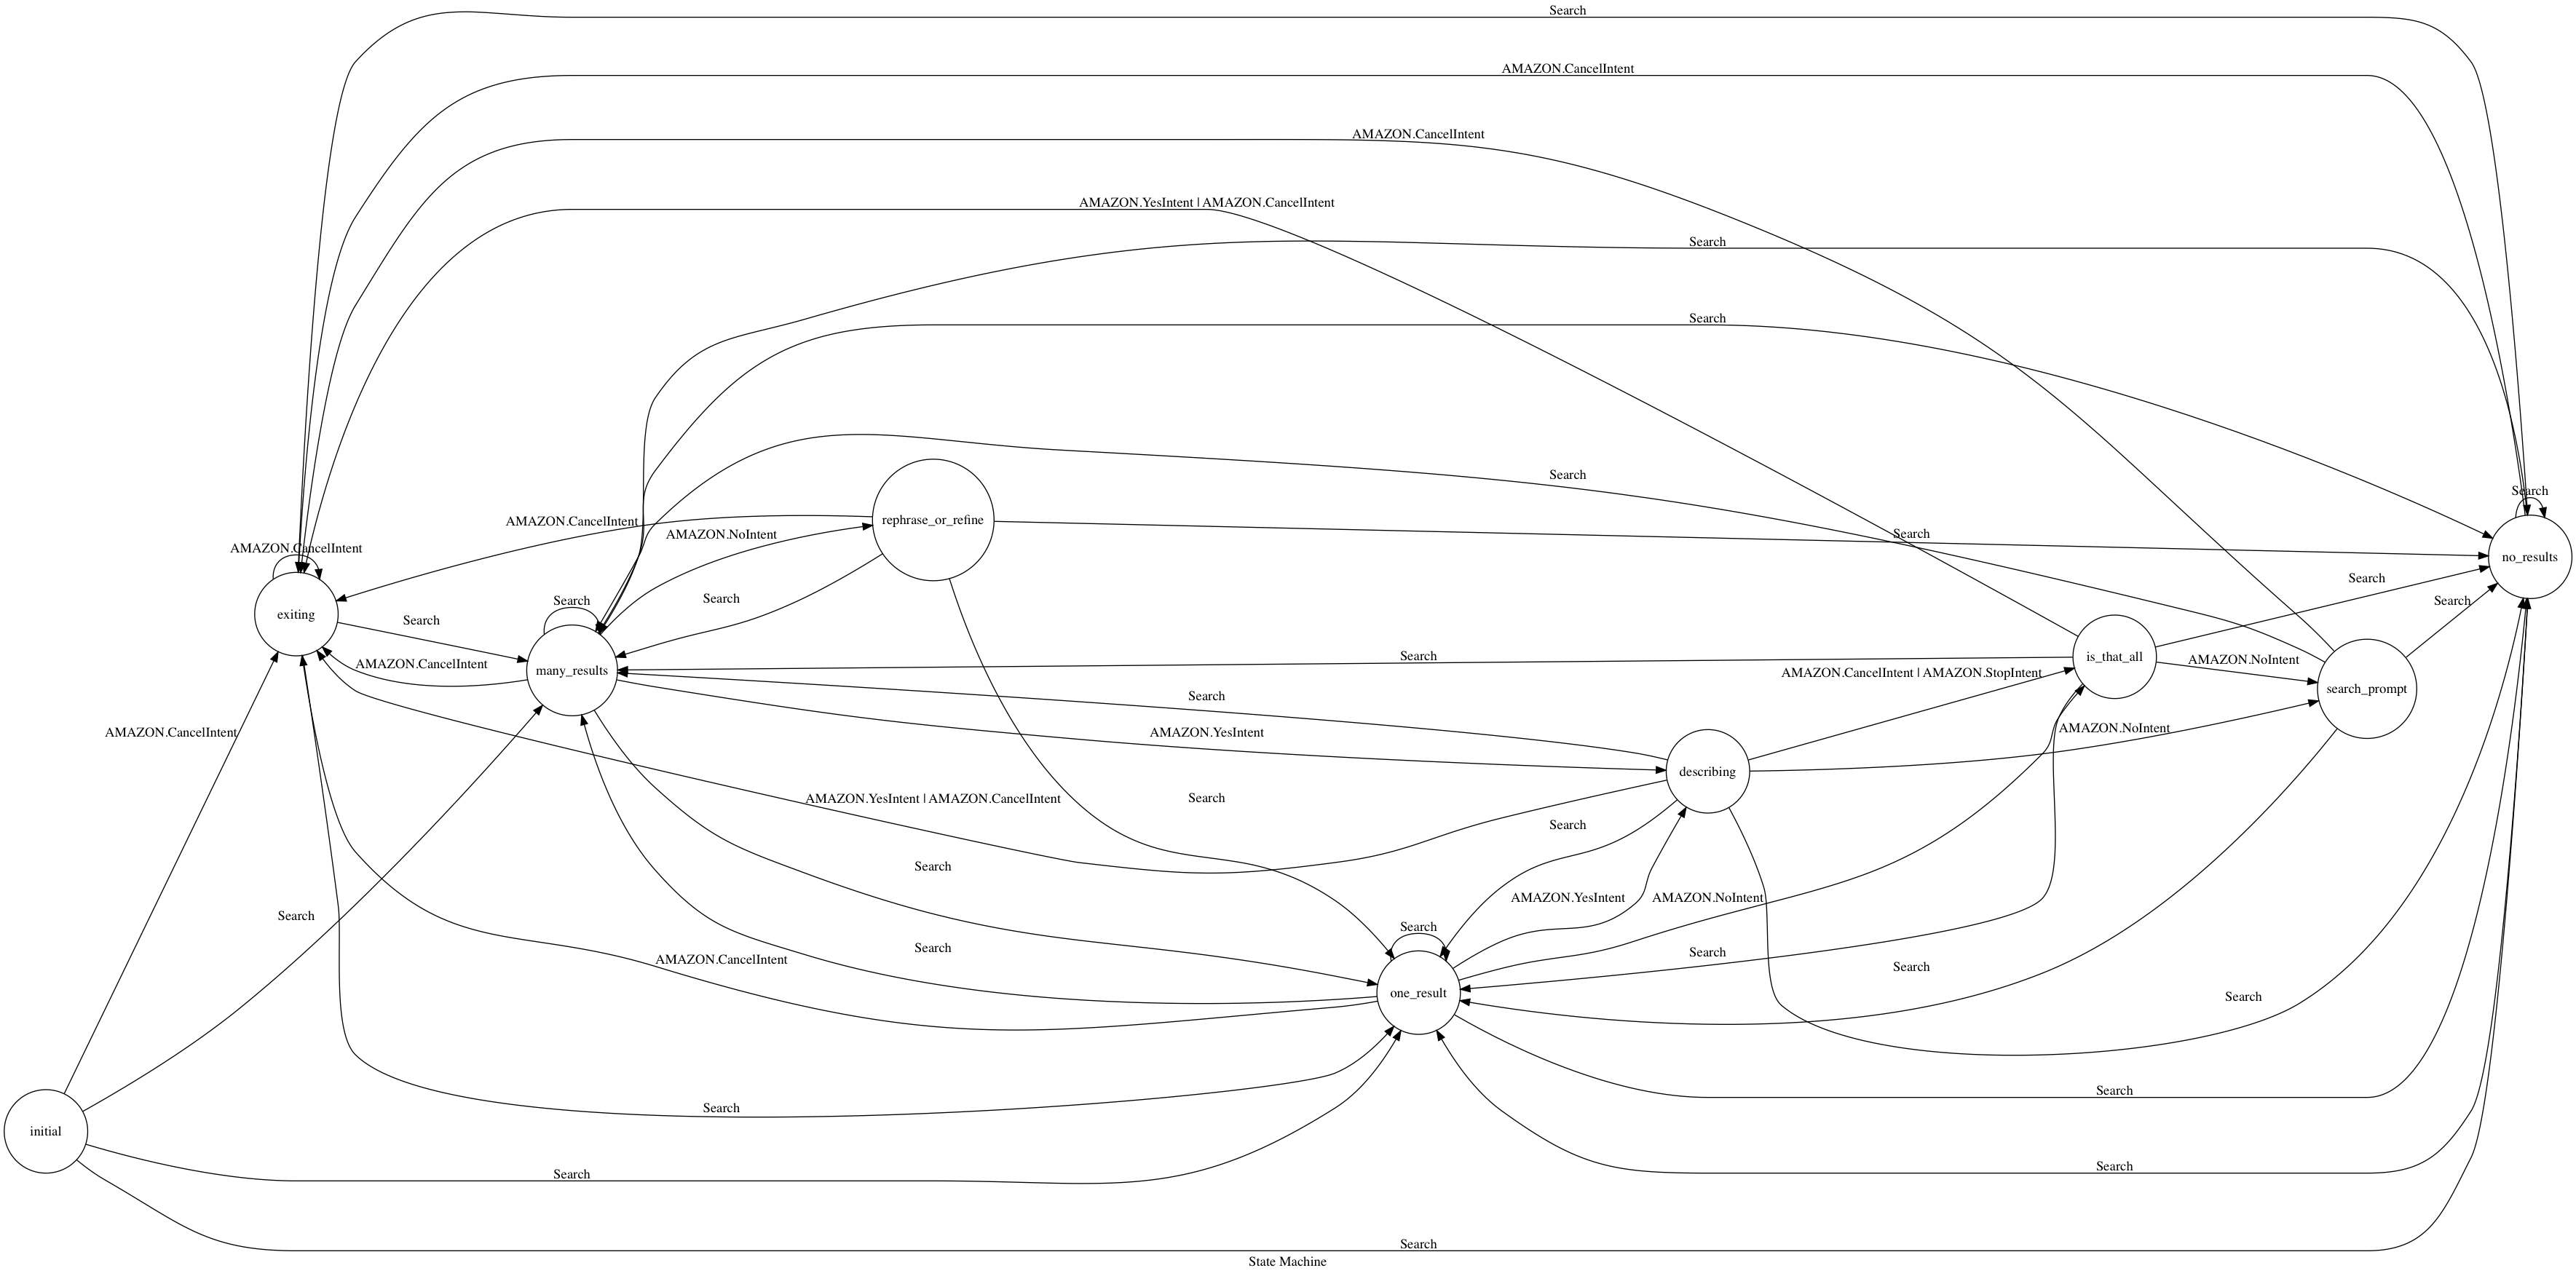 Search
AMAZON.CancelIntent
AMAZON.CancelIntent
AMAZON.YesIntent | AMAZON.CancelIntent
Search
Search
Search
Search
rephrase_or_refine
AMAZON.CancelIntent
AMAZON.NoIntent
Search
AMAZON.CancelIntent
no_results
Search
Search
Search
Search
exiting
Search
is_that_all
Search
AMAZON.NoIntent
AMAZON.CancelIntent
many_results
AMAZON.CancelIntent | AMAZON.StopIntent
search_prompt
Search
AMAZON.NoIntent
AMAZON.CancelIntent
AMAZON.YesIntent
describing
AMAZON.YesIntent | AMAZON.CancelIntent
Search
Search
Search
AMAZON.YesIntent
AMAZON.NoIntent
Search
Search
Search
Search
AMAZON.CancelIntent
Search
one_result
Search
Search
Search
initial
Search
Search
Search
State Machine